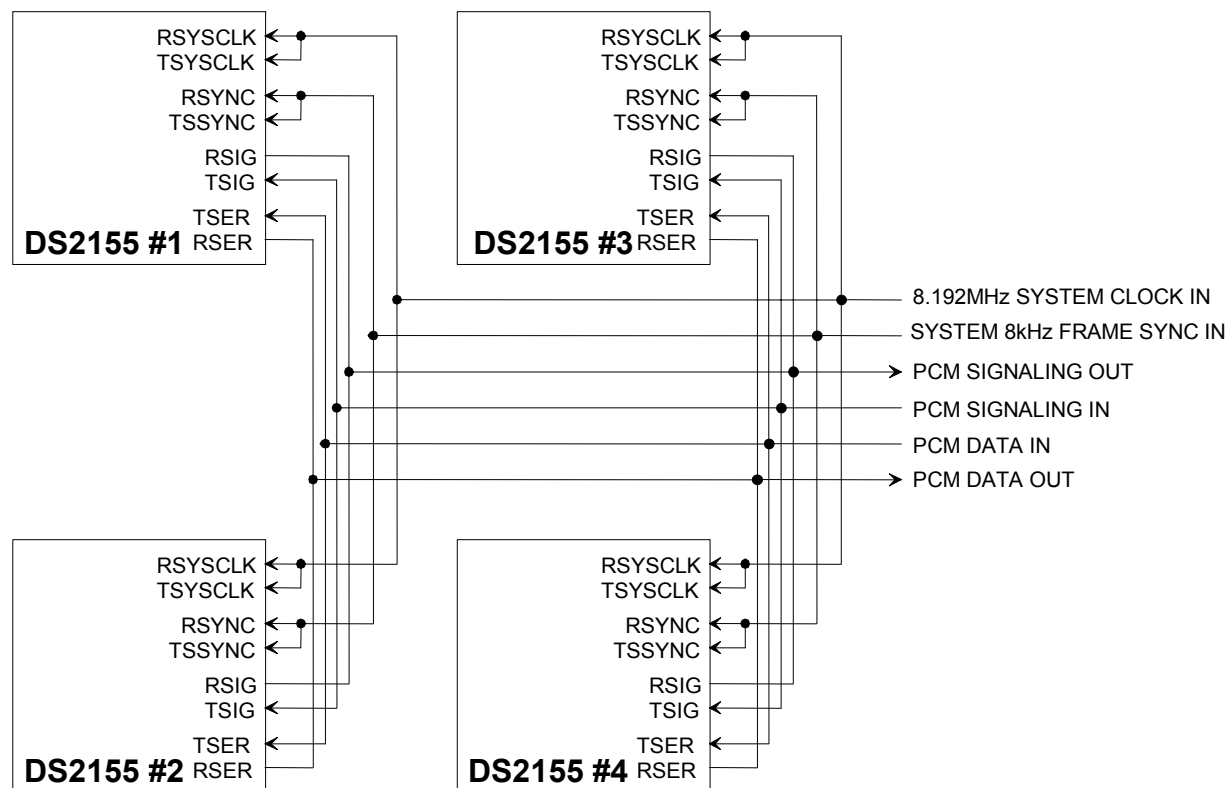 RSYSCLK
TSYSCLK
RSYNC
TSSYNC
RSIG
TSIG
TSER
DS2155 #1 RSER
RSYSCLK
TSYSCLK
RSYNC
TSSYNC
RSIG
TSIG
TSER
DS2155 #3 RSER
8.192MHz SYSTEM CLOCK IN
SYSTEM 8kHz FRAME SYNC IN
PCM SIGNALING OUT
PCM SIGNALING IN
PCM DATA IN
PCM DATA OUT
RSYSCLK
TSYSCLK
RSYNC
TSSYNC
RSIG
TSIG
TSER
DS2155 #2 RSER
RSYSCLK
TSYSCLK
RSYNC
TSSYNC
RSIG
TSIG
TSER
DS2155 #4 RSER